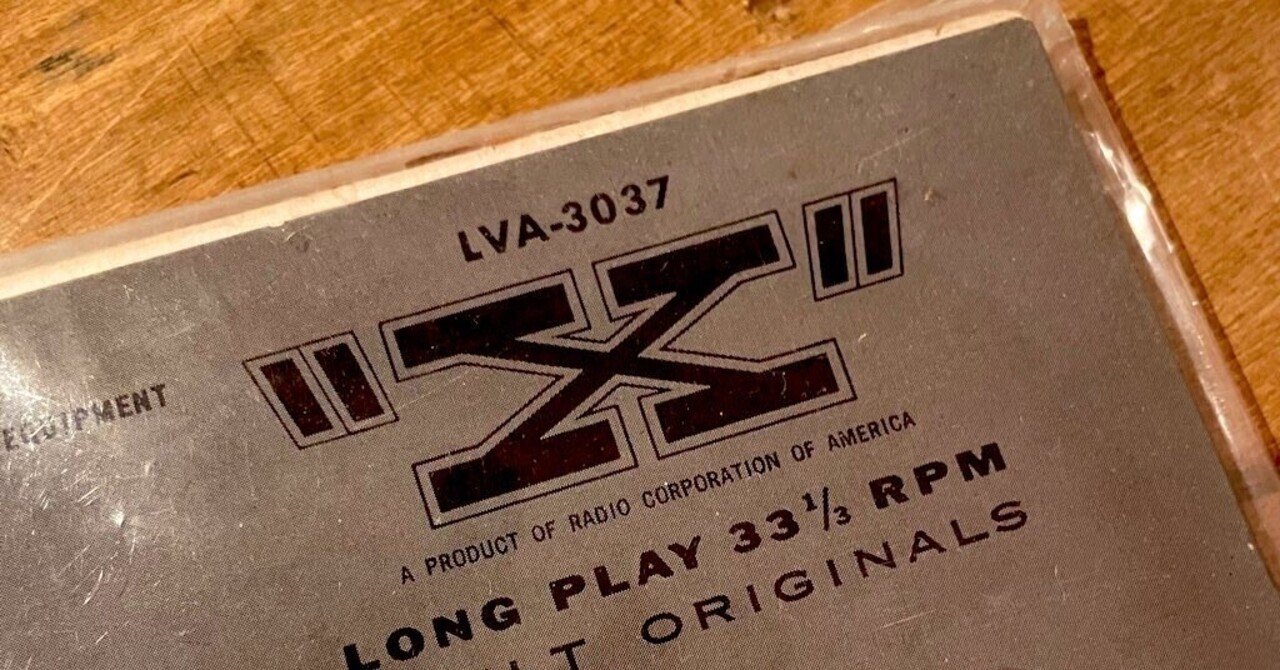 LVA-3037
EQUIPMENT
"X"
A PRODUCT OF RADIO CORPORATION OF AMERICA
LONG PLAY 33⅓ RPM
ORIGINALS